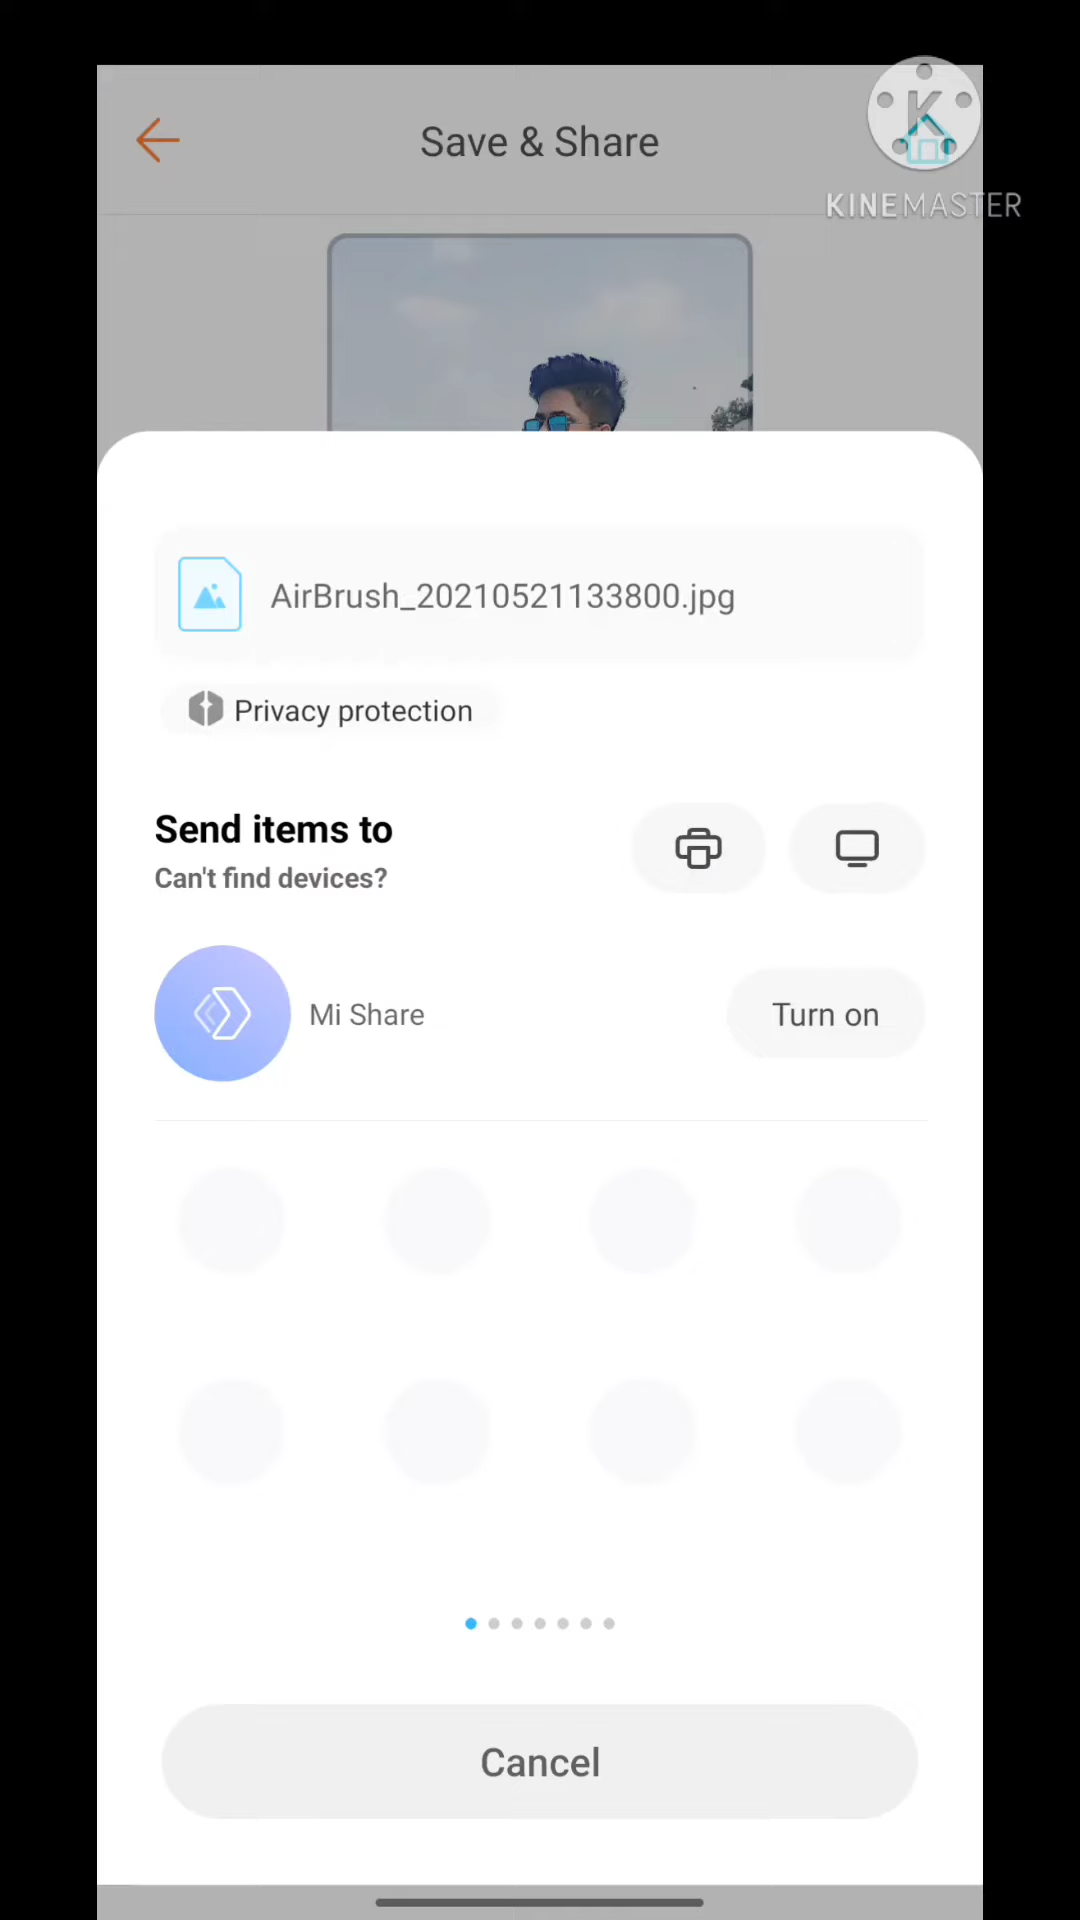 Save & Share
KINEMASTER
AirBrush_20210521133800.jpg
Privacy protection
Send items to
Can't find devices?
Mi Share
Turn on
Cancel